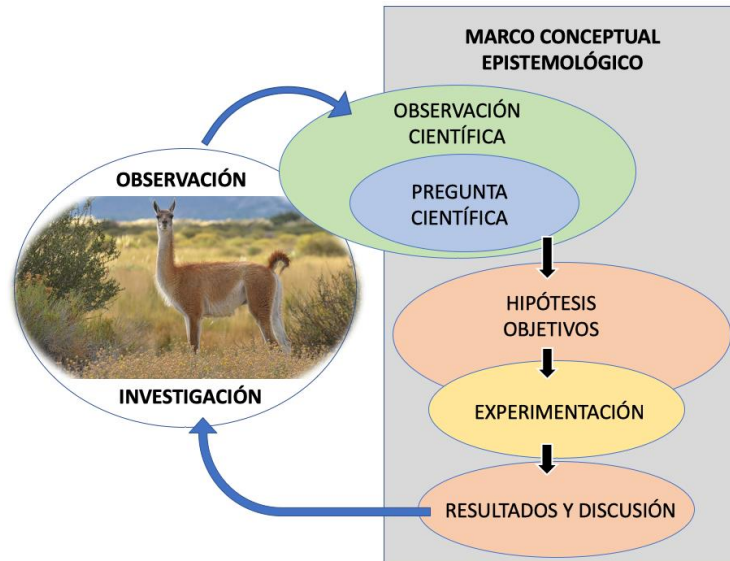 MARCO CONCEPTUAL
EPISTEMOLÓGICO
OBSERVACIÓN
CIENTÍFICA
PREGUNTA
CIENTÍFICA
OBSERVACIÓN
INVESTIGACIÓN
HIPÓTESIS
OBJETIVOS
EXPERIMENTACIÓN
RESULTADOS Y DISCUSIÓN